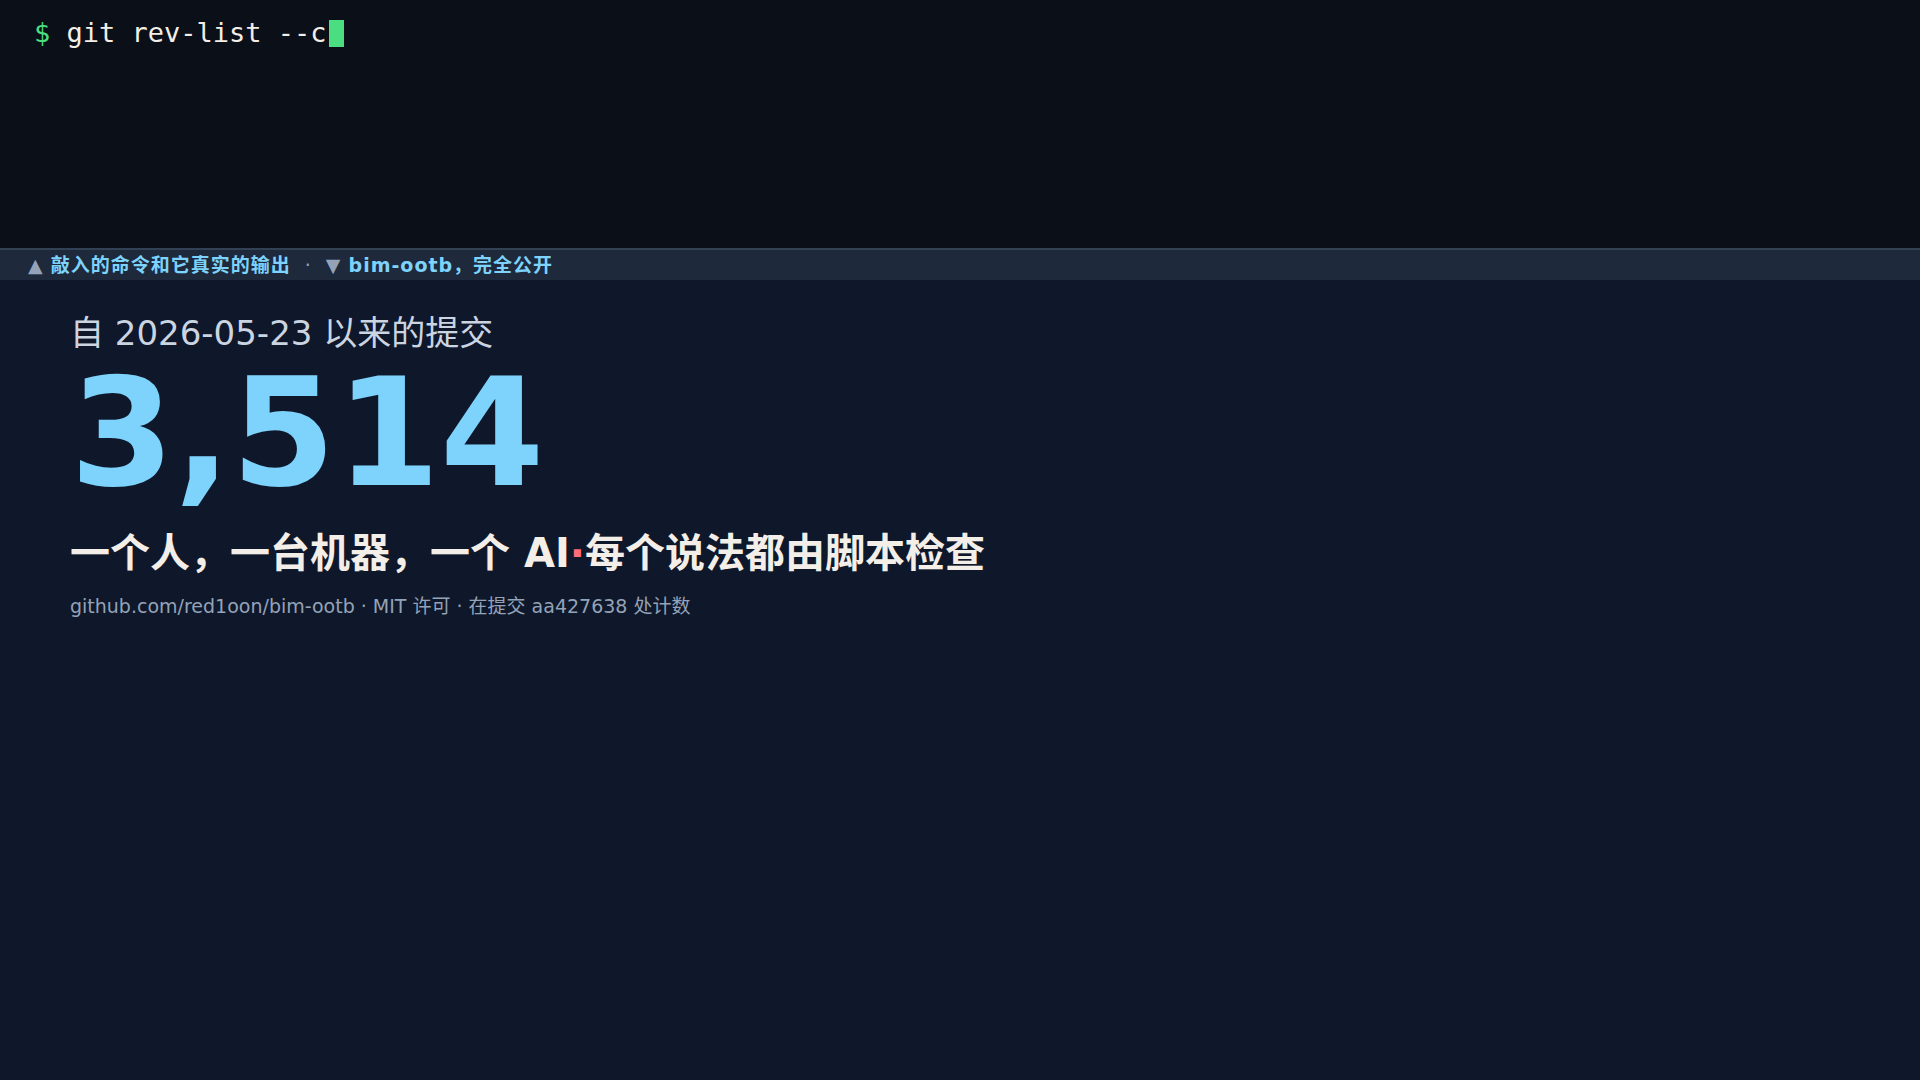 $ git rev-list --c
▲ 敲入的命令和它真实的输出 · ▼ bim-ootb，完全公开
自 2026-05-23 以来的提交
3,514
一个人，一台机器，一个 AI·每个说法都由脚本检查
github.com/red1oon/bim-ootb · MIT 许可 · 在提交 aa427638 处计数